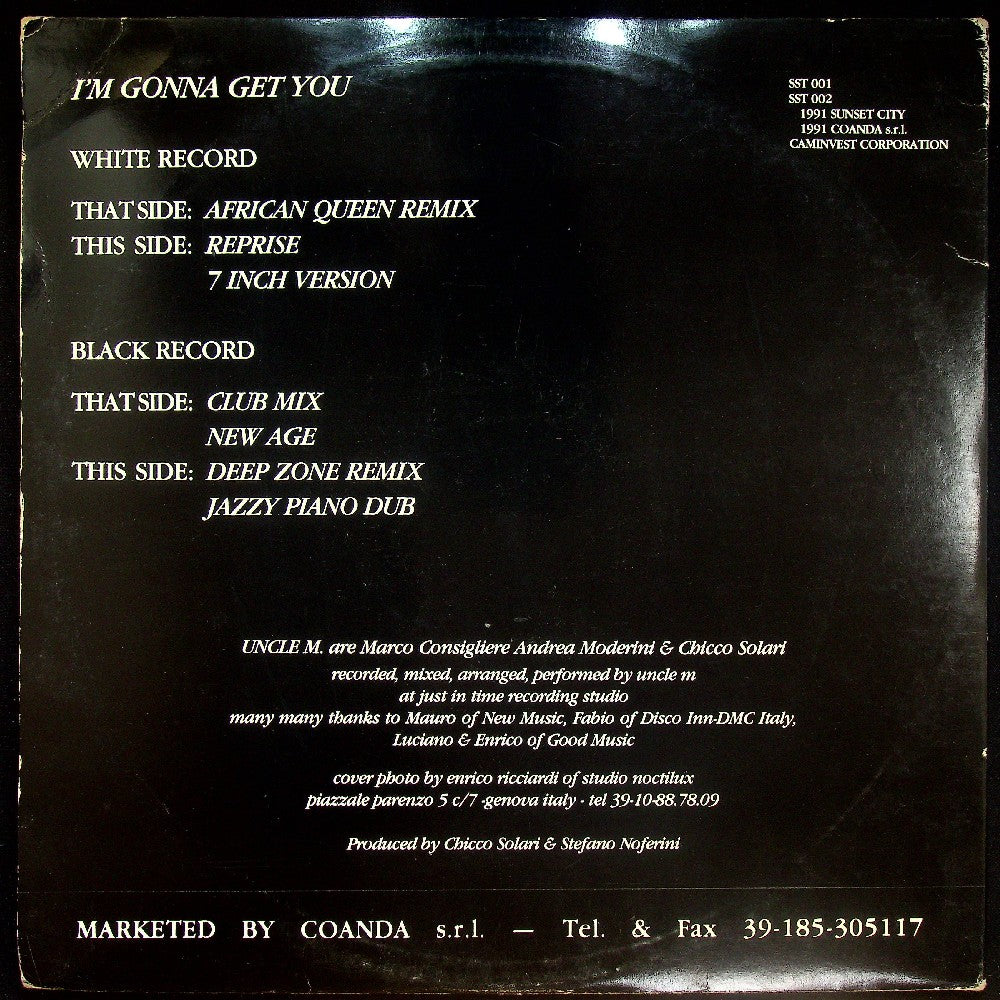 I'M GONNA GET YOU
SST 001
SST 002
1991 SUNSET CITY
1991 COANDA s.r.l.
CAMINVEST CORPORATION
WHITE RECORD
THAT SIDE: AFRICAN QUEEN REMIX
THIS SIDE: REPRISE
7 INCH VERSION
BLACK RECORD
THAT SIDE: CLUB MIX
NEW AGE
THIS SIDE: DEEP ZONE REMIX
JAZZY PIANO DUB
UNCLE M. are Marco Consigliere Andrea Moderini & Chicco Solari
recorded, mixed, arranged, performed by uncle m
at just in time recording studio
many many thanks to Mauro of New Music, Fabio of Disco Inn-DMC Italy,
Luciano & Enrico of Good Music
cover photo by enrico ricciardi of studio noctilux
piazzale parenzo 5 c/7 -genova italy - tel 39-10-88.78.09
Produced by Chicco Solari & Stefano Noferini
MARKETED BY COANDA s.r.l. — Tel. & Fax 39-185-305117